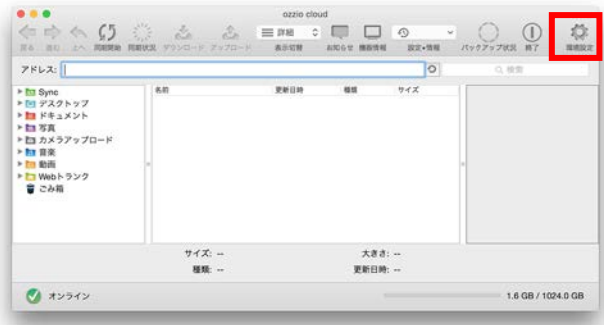 ozzio cloud
戻る 進む 上へ 同期開始 同期状況 ダウンロード アップロード 詳細 表示切替 お知らせ 機器情報 設定・情報 バックアップ状況 終了 環境設定
アドレス: 検索
名前 更新日時 種類 サイズ
Sync
デスクトップ
ドキュメント
写真
カメラアップロード
音楽
動画
Webトランク
ごみ箱
サイズ: -- 大きさ: --
種類: -- 更新日時: --
オンライン 1.6 GB / 1024.0 GB